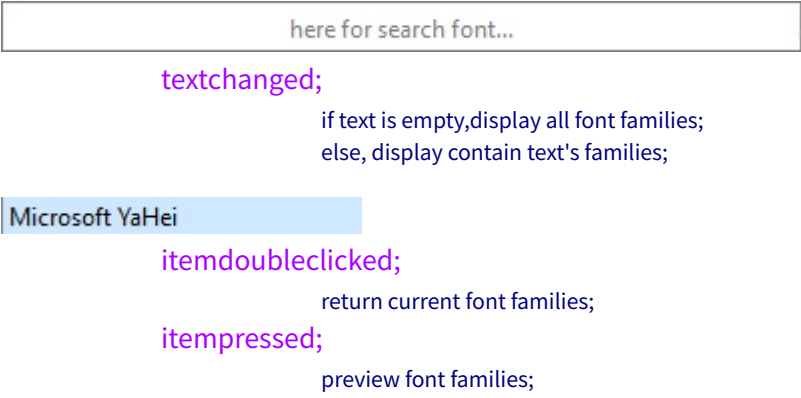 here for search font...
textchanged;
if text is empty,display all font families;
else, display contain text's families;
Microsoft YaHei
itemdoubleclicked;
return current font families;
itempressed;
preview font families;